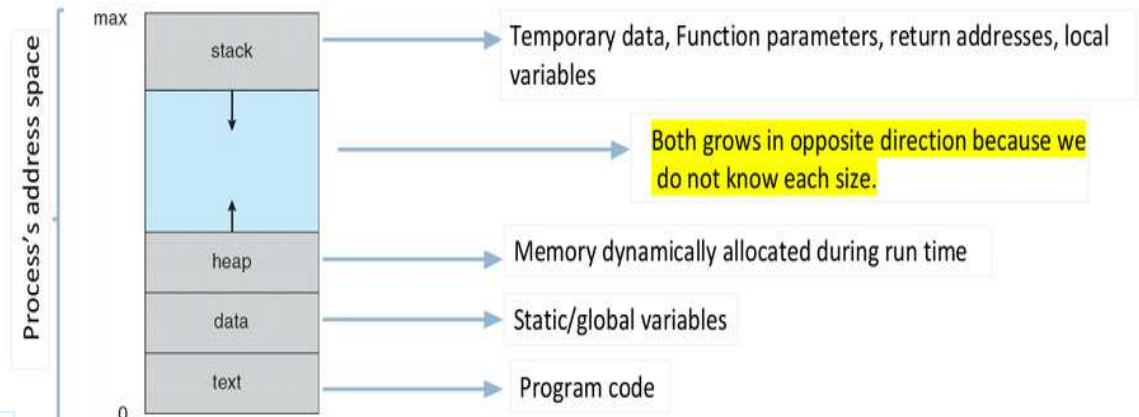 Process's address space
max
stack
Temporary data, Function parameters, return addresses, local
variables
Both grows in opposite direction because we
do not know each size.
heap
Memory dynamically allocated during run time
data
Static/global variables
text
Program code
0